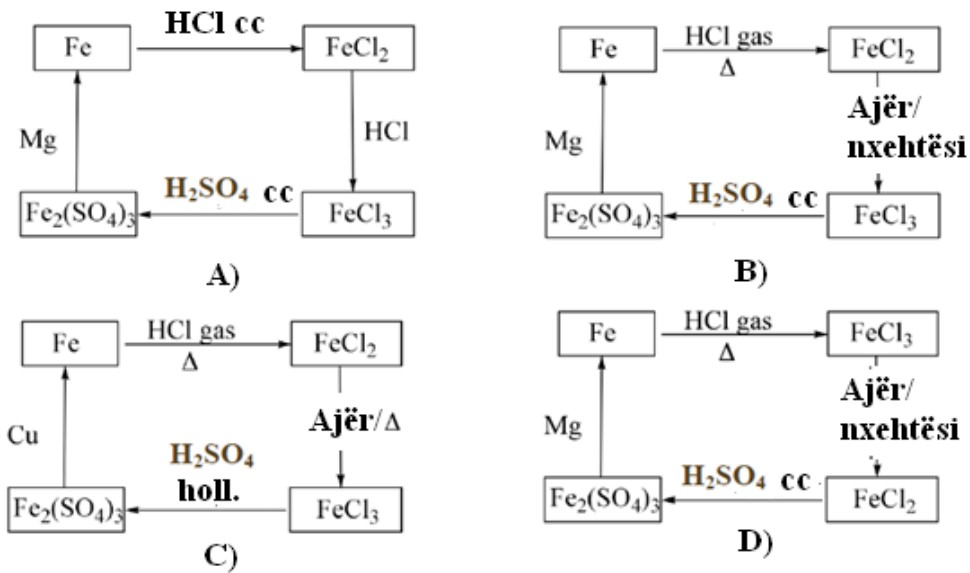 HCl cc
Fe
FeCl₂
Mg
HCl
H₂SO₄ cc
Fe₂(SO₄)₃
FeCl₃
A)
HCl gas
Fe
Δ
FeCl₂
Mg
Ajër/
nxehtësi
H₂SO₄ cc
Fe₂(SO₄)₃
FeCl₃
B)
HCl gas
Fe
Δ
FeCl₂
Cu
Ajër/Δ
H₂SO₄
holl.
Fe₂(SO₄)₃
FeCl₃
C)
HCl gas
Fe
Δ
FeCl₃
Mg
Ajër/
nxehtësi
H₂SO₄ cc
Fe₂(SO₄)₃
FeCl₂
D)